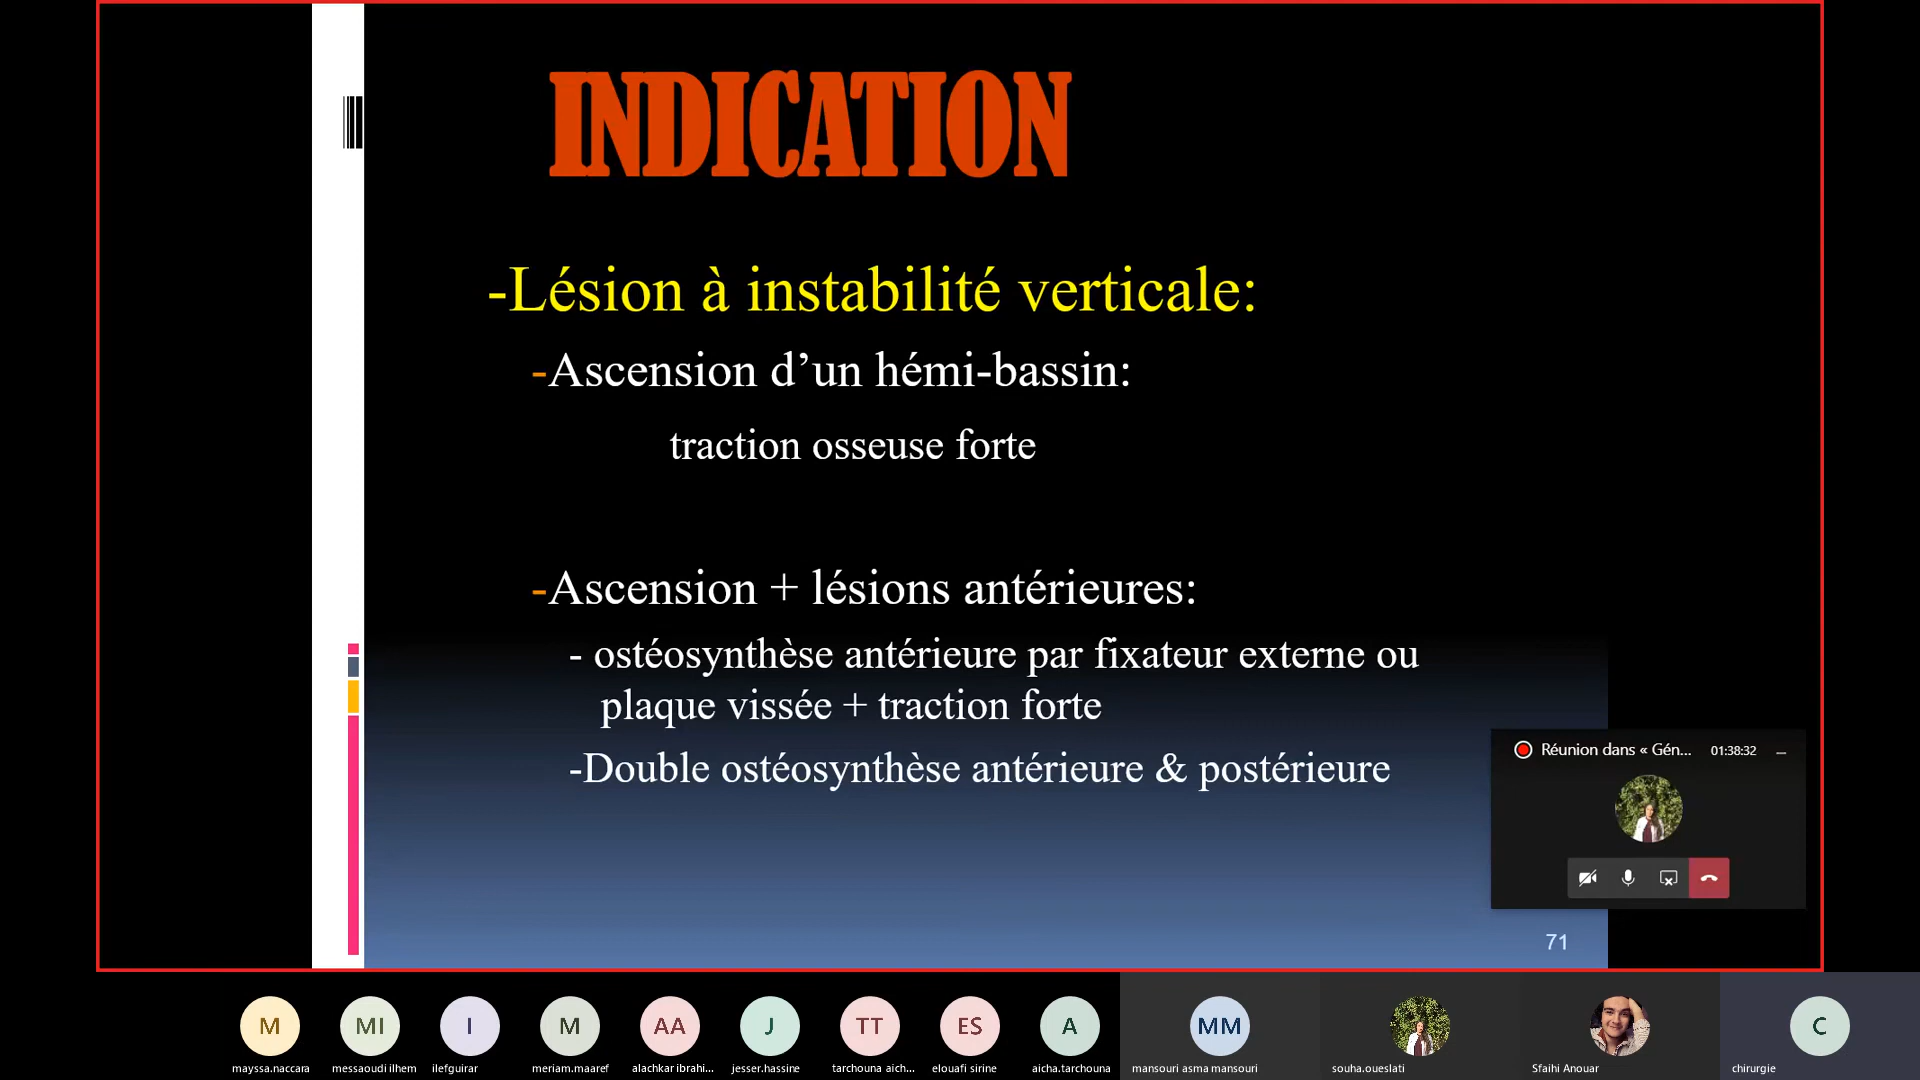 INDICATION
-Lésion à instabilité verticale:
-Ascension d’un hémi-bassin:
traction osseuse forte
-Ascension + lésions antérieures:
- ostéosynthèse antérieure par fixateur externe ou
plaque vissée + traction forte
-Double ostéosynthèse antérieure & postérieure
Réunion dans « Gén... 01:38:32
71
M MI I M AA J TT ES A MM C
mayssa.naccara messaoudi ilhem ilefguirar meriam.maaref alachkar ibrahi... jesser.hassine tarchouna aich... elouafi sirine aicha.tarchouna mansouri asma mansouri souha.oueslati Sfaihi Anouar chirurgie